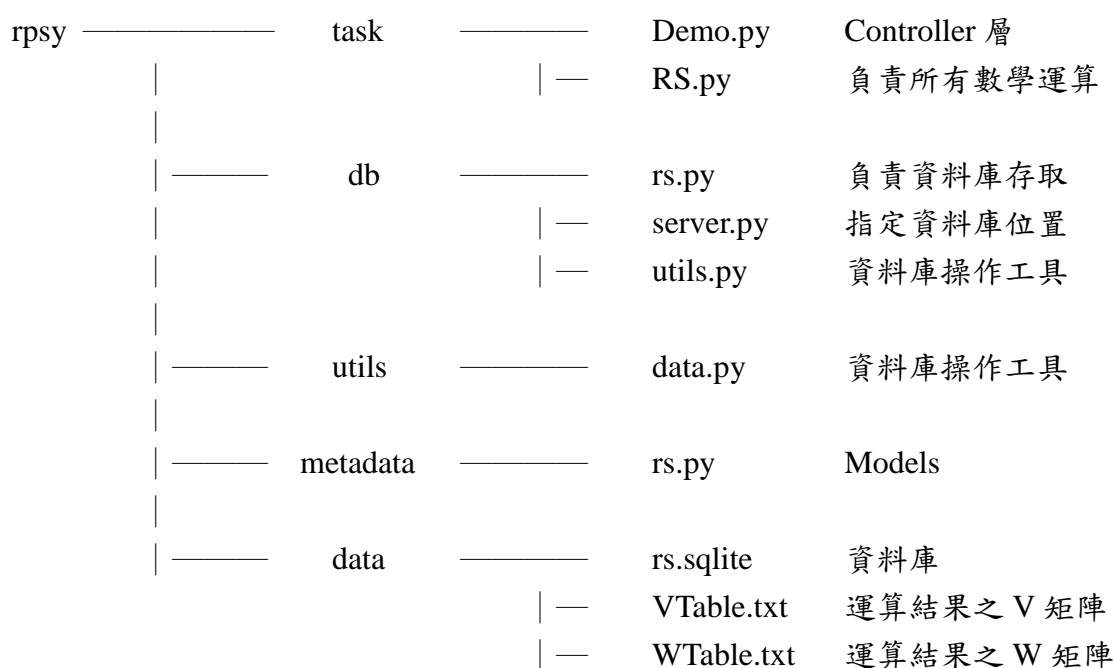 rpsy task Demo.py Controller 層
RS.py 負責所有數學運算
db rs.py 負責資料庫存取
server.py 指定資料庫位置
utils.py 資料庫操作工具
utils data.py 資料庫操作工具
metadata rs.py Models
data rs.sqlite 資料庫
VTable.txt 運算結果之 V 矩陣
WTable.txt 運算結果之 W 矩陣